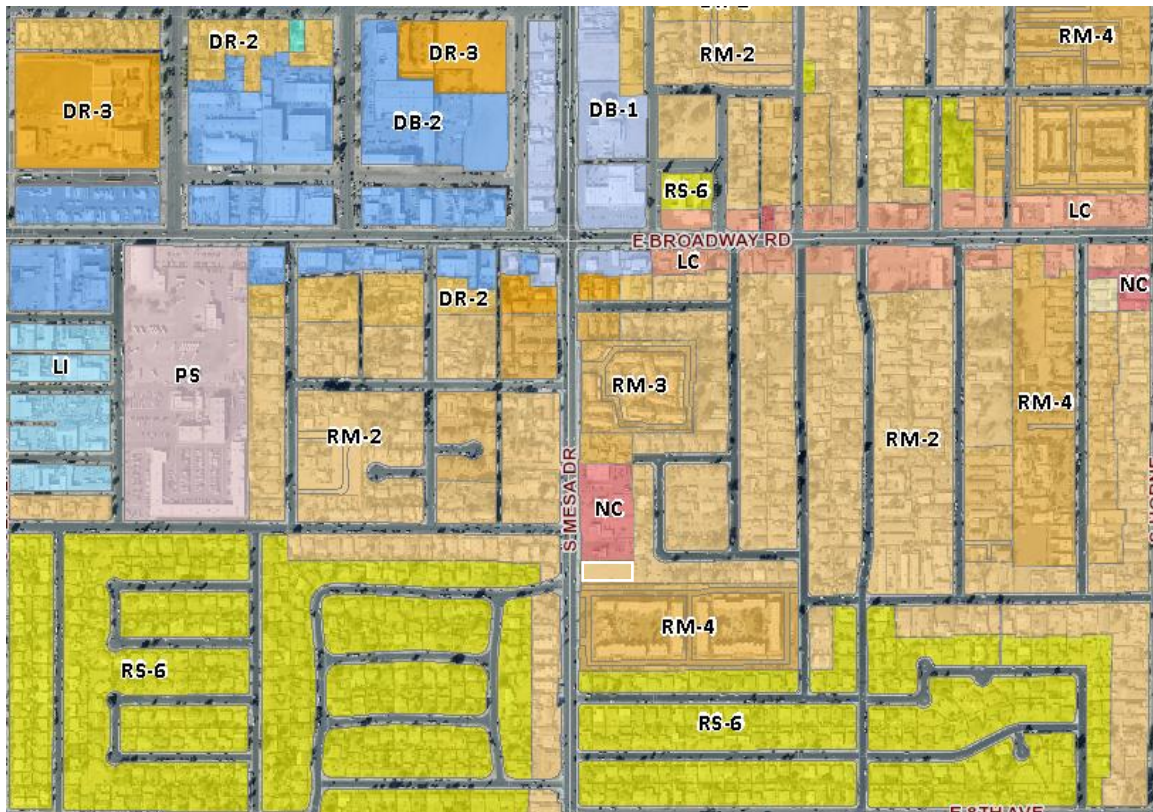 DR-2
DR-3
RM-2
RM-4
DR-3
DB-2
DB-1
RS-6
LC
E BROADWAY RD
LC
NC
DR-2
LI
PS
RM-3
RM-4
RM-2
RM-2
S MESA DR
NC
RM-4
RS-6
RS-6
E 8TH AVE